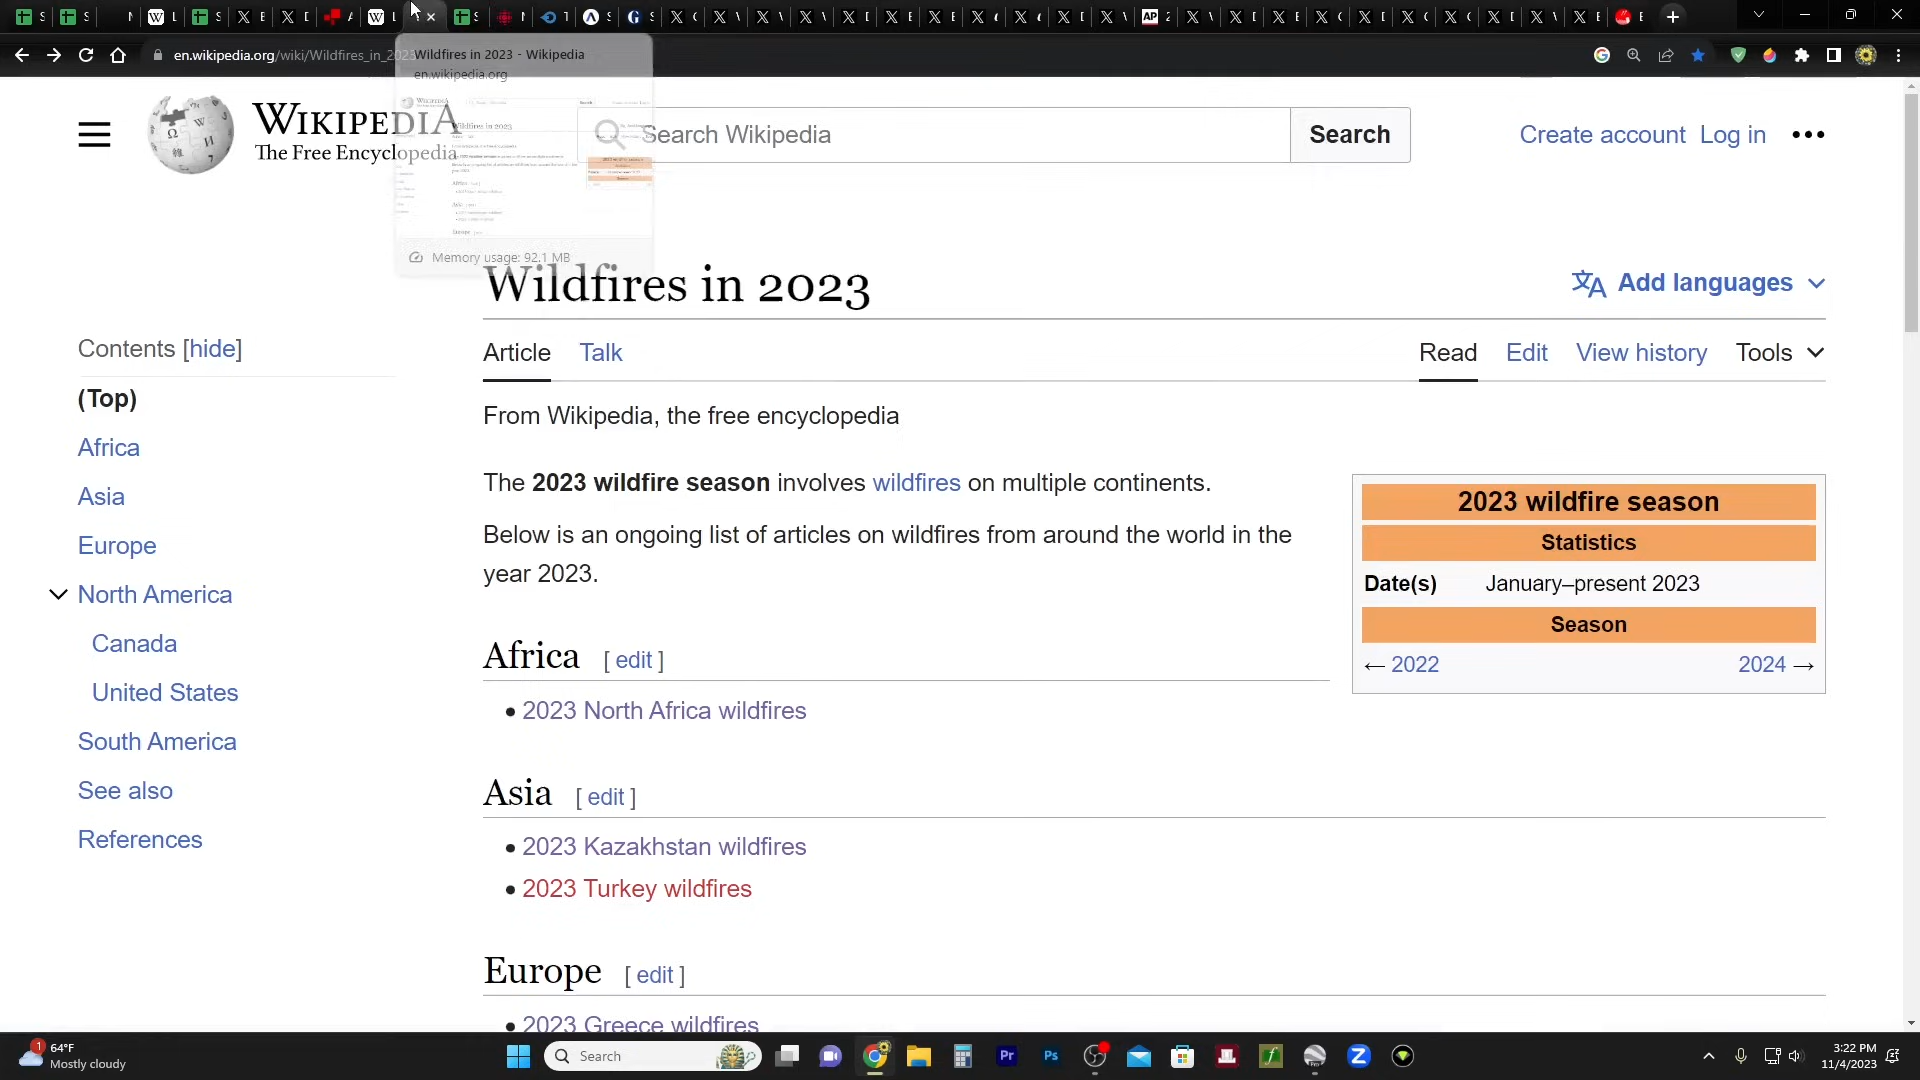 en.wikipedia.org/wiki/Wildfires_in_2023
Wildfires in 2023 - Wikipedia
en.wikipedia.org
Memory usage: 92.1 MB
WIKIPEDIA
The Free Encyclopedia
Search Wikipedia
Search
Create account
Log in
Wildfires in 2023
Add languages
Contents [hide]
(Top)
Africa
Asia
Europe
North America
Canada
United States
South America
See also
References
Article
Talk
Read
Edit
View history
Tools
From Wikipedia, the free encyclopedia
The 2023 wildfire season involves wildfires on multiple continents.
Below is an ongoing list of articles on wildfires from around the world in the
year 2023.
2023 wildfire season
Statistics
Date(s) January–present 2023
Season
← 2022 2024 →
Africa [ edit ]
• 2023 North Africa wildfires
Asia [ edit ]
• 2023 Kazakhstan wildfires
• 2023 Turkey wildfires
Europe [ edit ]
• 2023 Greece wildfires
1
64°F
Mostly cloudy
Search
Pr
Ps
3:22 PM
11/4/2023